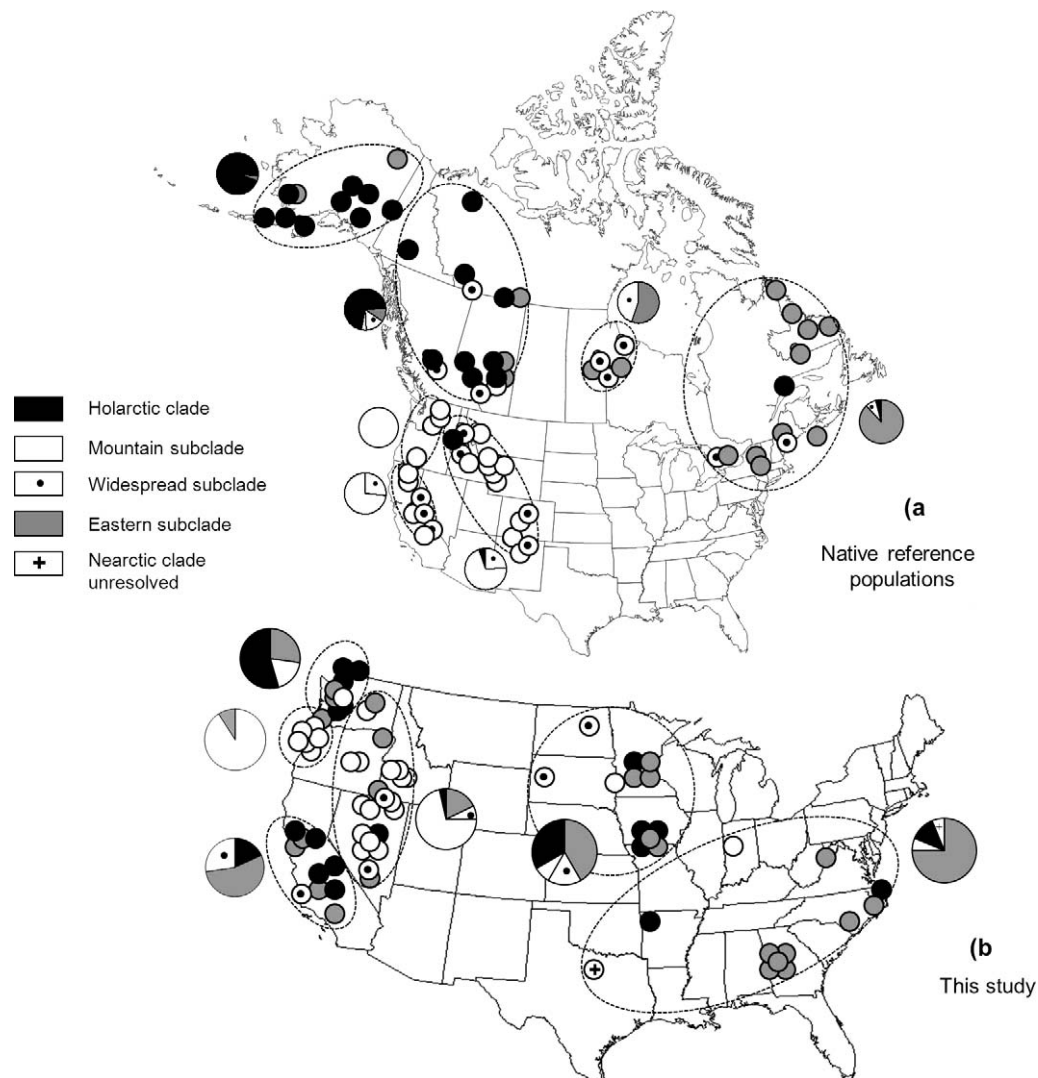 Holarctic clade
Mountain subclade
Widespread subclade
Eastern subclade
Nearctic clade
unresolved
(a
Native reference
populations
(b
This study